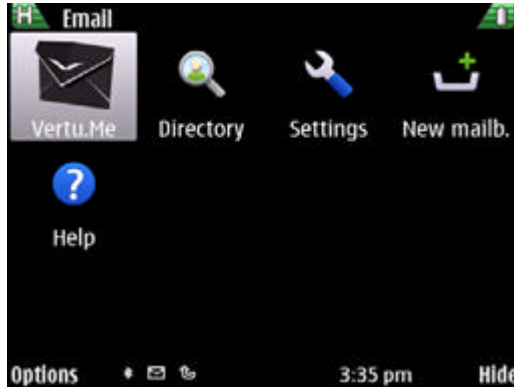 H Email
Vertu.Me Directory Settings New mailb.
?
Help
Options 3:35 pm Hide